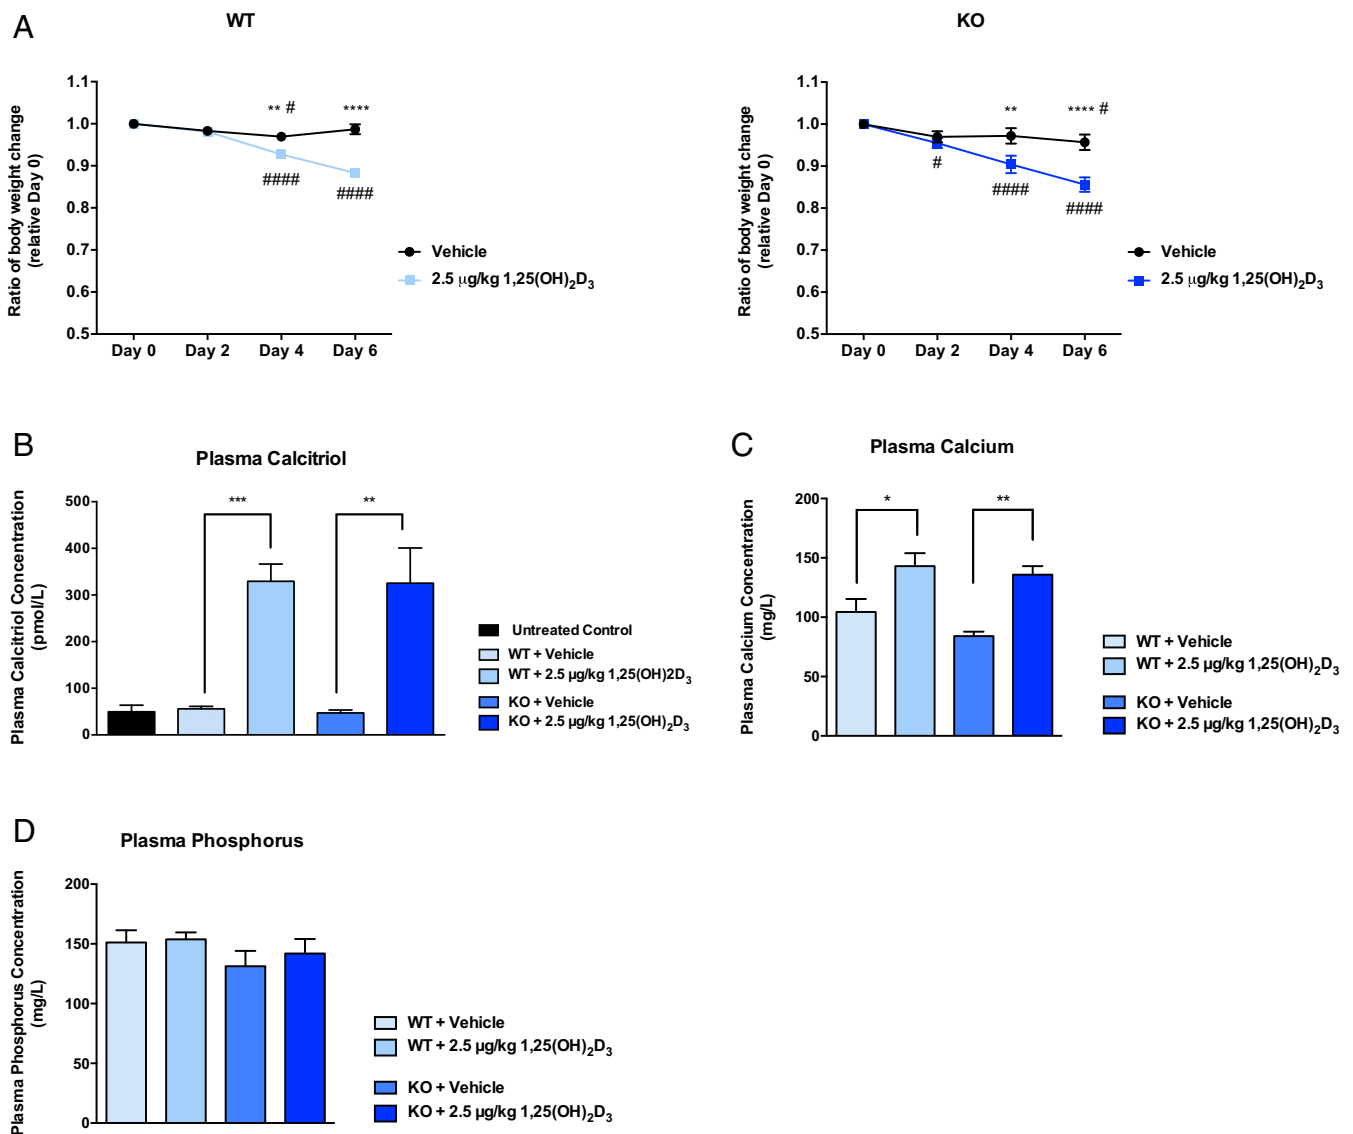 A
WT
Ratio of body weight change
(relative Day 0)
1.1
1.0
0.9
0.8
0.7
0.6
0.5
** #
****
####
####
Day 0 Day 2 Day 4 Day 6
Vehicle
2.5 µg/kg 1,25(OH)2D3
KO
Ratio of body weight change
(relative Day 0)
1.1
1.0
0.9
0.8
0.7
0.6
0.5
**
**** #
#
####
####
Day 0 Day 2 Day 4 Day 6
Vehicle
2.5 µg/kg 1,25(OH)2D3
B
Plasma Calcitriol
Plasma Calcitriol Concentration
(pmol/L)
500
400
300
200
100
0
***
**
Untreated Control
WT + Vehicle
WT + 2.5 µg/kg 1,25(OH)2D3
KO + Vehicle
KO + 2.5 µg/kg 1,25(OH)2D3
C
Plasma Calcium
Plasma Calcium Concentration
(mg/L)
200
150
100
50
0
*
**
WT + Vehicle
WT + 2.5 µg/kg 1,25(OH)2D3
KO + Vehicle
KO + 2.5 µg/kg 1,25(OH)2D3
D
Plasma Phosphorus
Plasma Phosphorus Concentration
(mg/L)
200
150
100
50
0
WT + Vehicle
WT + 2.5 µg/kg 1,25(OH)2D3
KO + Vehicle
KO + 2.5 µg/kg 1,25(OH)2D3